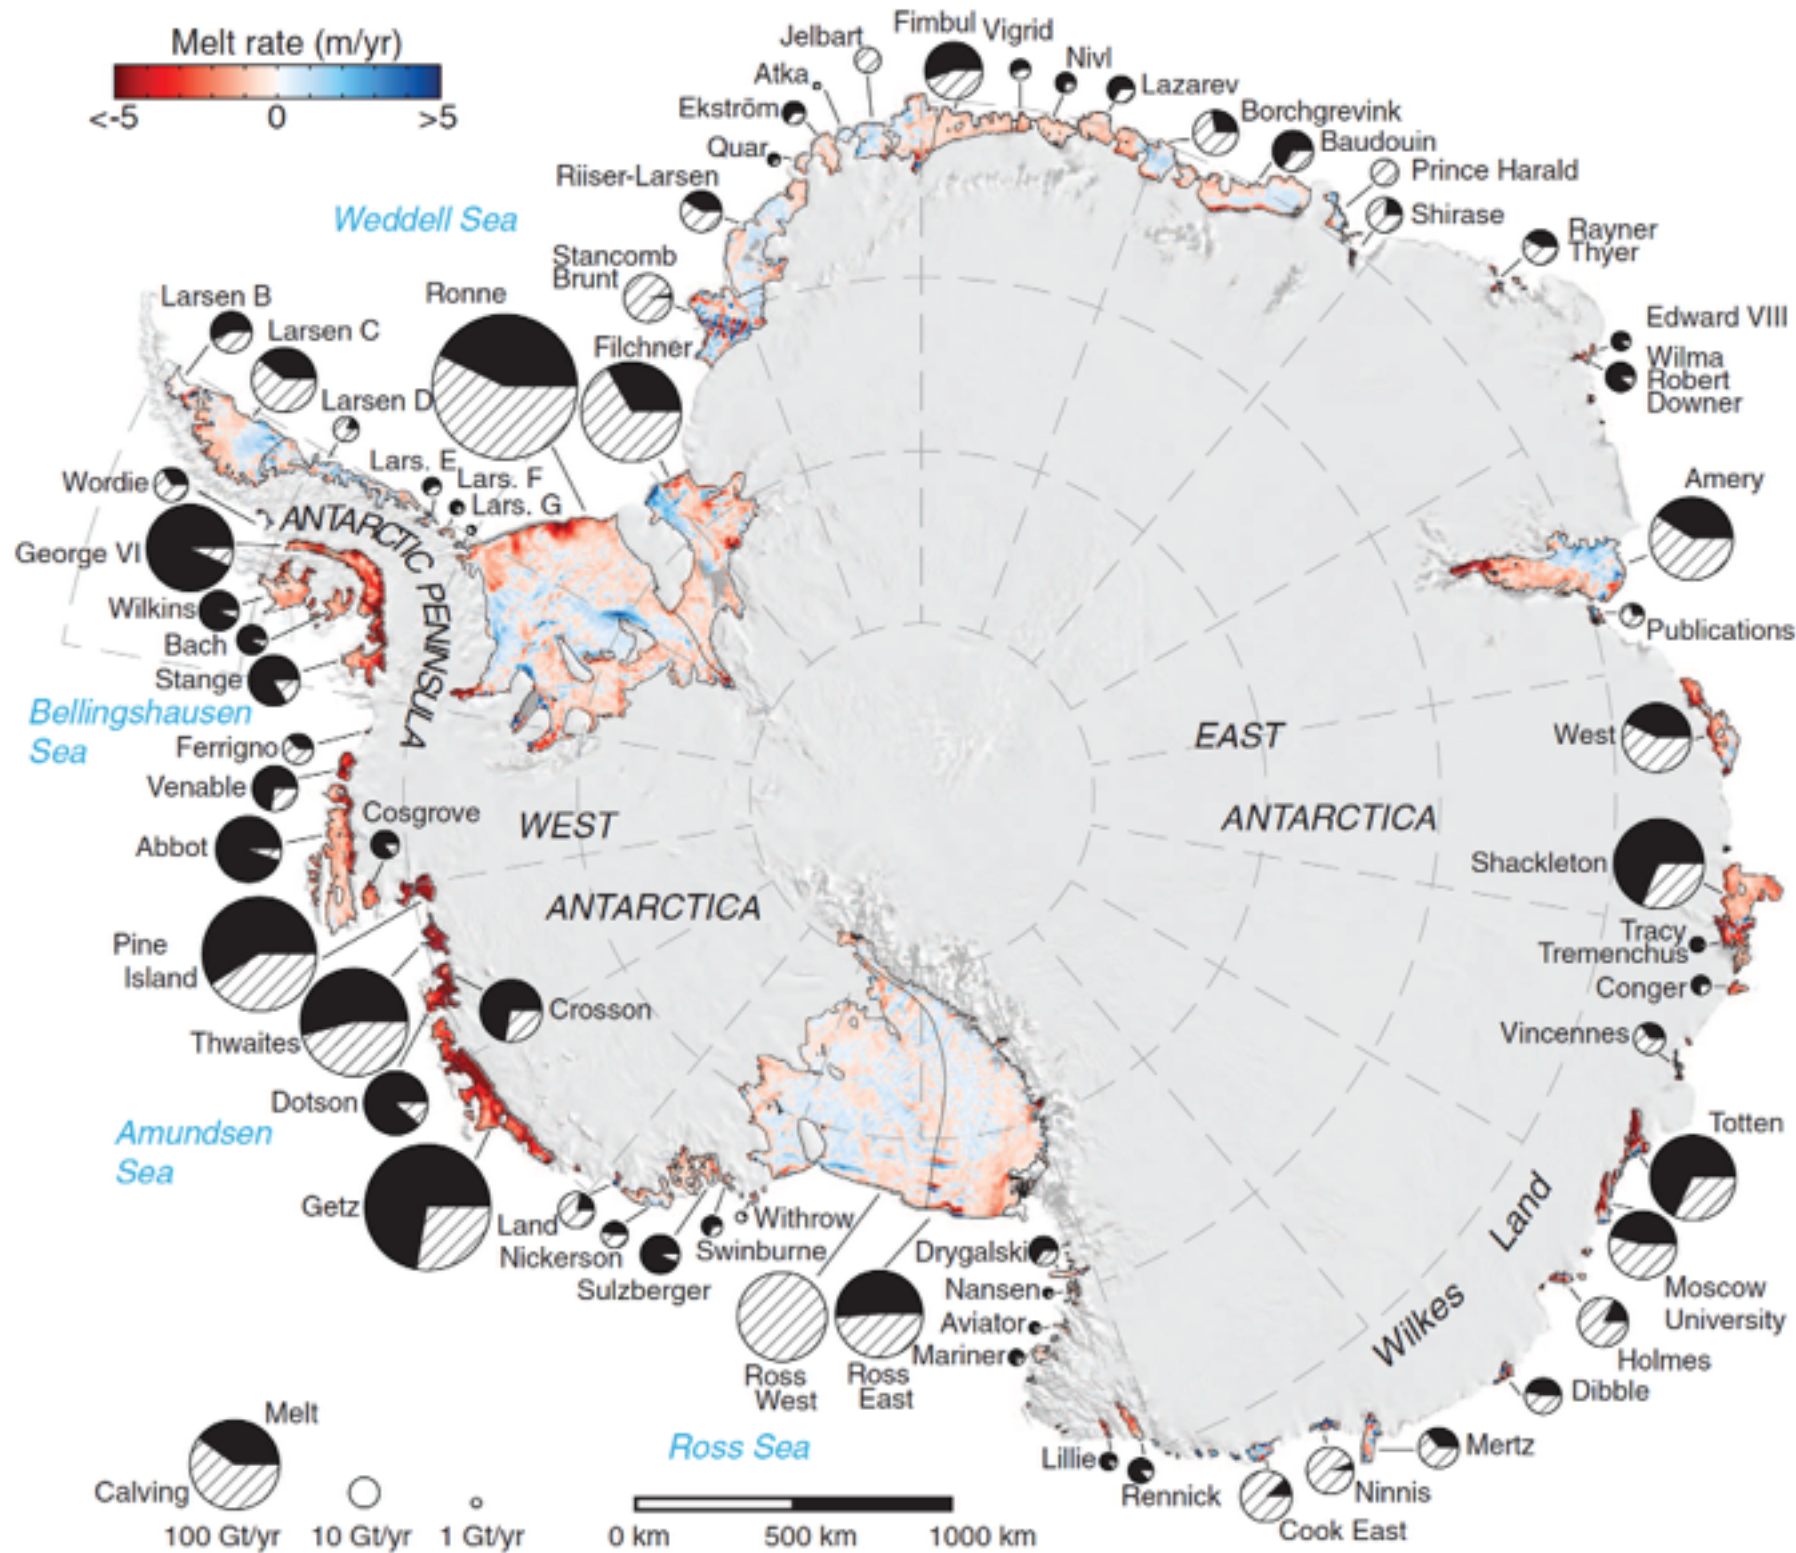 Melt rate (m/yr)
<-5 0 >5
Jelbart
Fimbul
Vigrid
Nivl
Atka
Lazarev
Ekström
Borchgrevink
Quar
Baudouin
Riiser-Larsen
Prince Harald
Shirase
Weddell Sea
Rayner
Thyer
Stancomb
Brunt
Larsen B
Ronne
Larsen C
Filchner
Edward VIII
Wilma
Robert
Downer
Larsen D
Lars. E
Lars. F
Lars. G
Wordie
Amery
ANTARCTIC PENINSULA
George VI
Wilkins
Bach
Publications
Stange
Bellingshausen
Sea
Ferrigno
EAST
West
Venable
Cosgrove
WEST
ANTARCTICA
Abbot
Shackleton
ANTARCTICA
Pine
Island
Tracy
Tremenchus
Conger
Crosson
Thwaites
Vincennes
Dotson
Amundsen
Sea
Totten
Getz
Land
Nickerson
Withrow
Swinburne
Sulzberger
Wilkes Land
Drygalski
Nansen
Moscow
University
Aviator
Mariner
Holmes
Ross
West
Ross
East
Dibble
Melt
Ross Sea
Mertz
Lillie
Rennick
Ninnis
Calving
Cook East
100 Gt/yr 10 Gt/yr 1 Gt/yr
0 km 500 km 1000 km